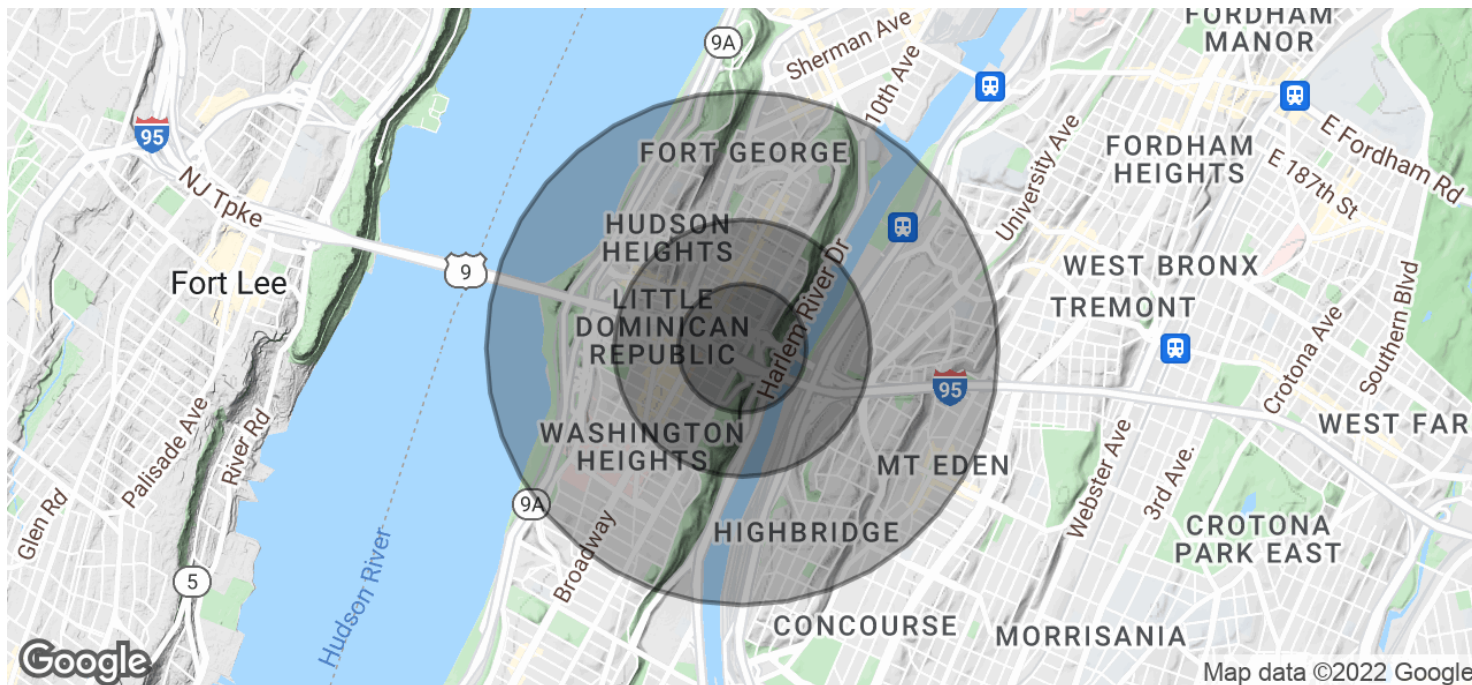 FORDHAM
MANOR
9A
Sherman Ave
10th Ave
95
NJ Tpke
FORT GEORGE
University Ave
FORDHAM
HEIGHTS
E Fordham Rd
E 187th St
HUDSON
HEIGHTS
9
Fort Lee
Harlem River Dr
WEST BRONX
TREMONT
Southern Blvd
LITTLE
DOMINICAN
REPUBLIC
95
Crotona Ave
WEST FAR
Palisade Ave
River Rd
WASHINGTON
HEIGHTS
MT EDEN
Webster Ave
3rd Ave.
Glen Rd
9A
Broadway
HIGHBRIDGE
CROTONA
PARK EAST
5
Hudson River
CONCOURSE
MORRISANIA
Google
Map data ©2022 Google